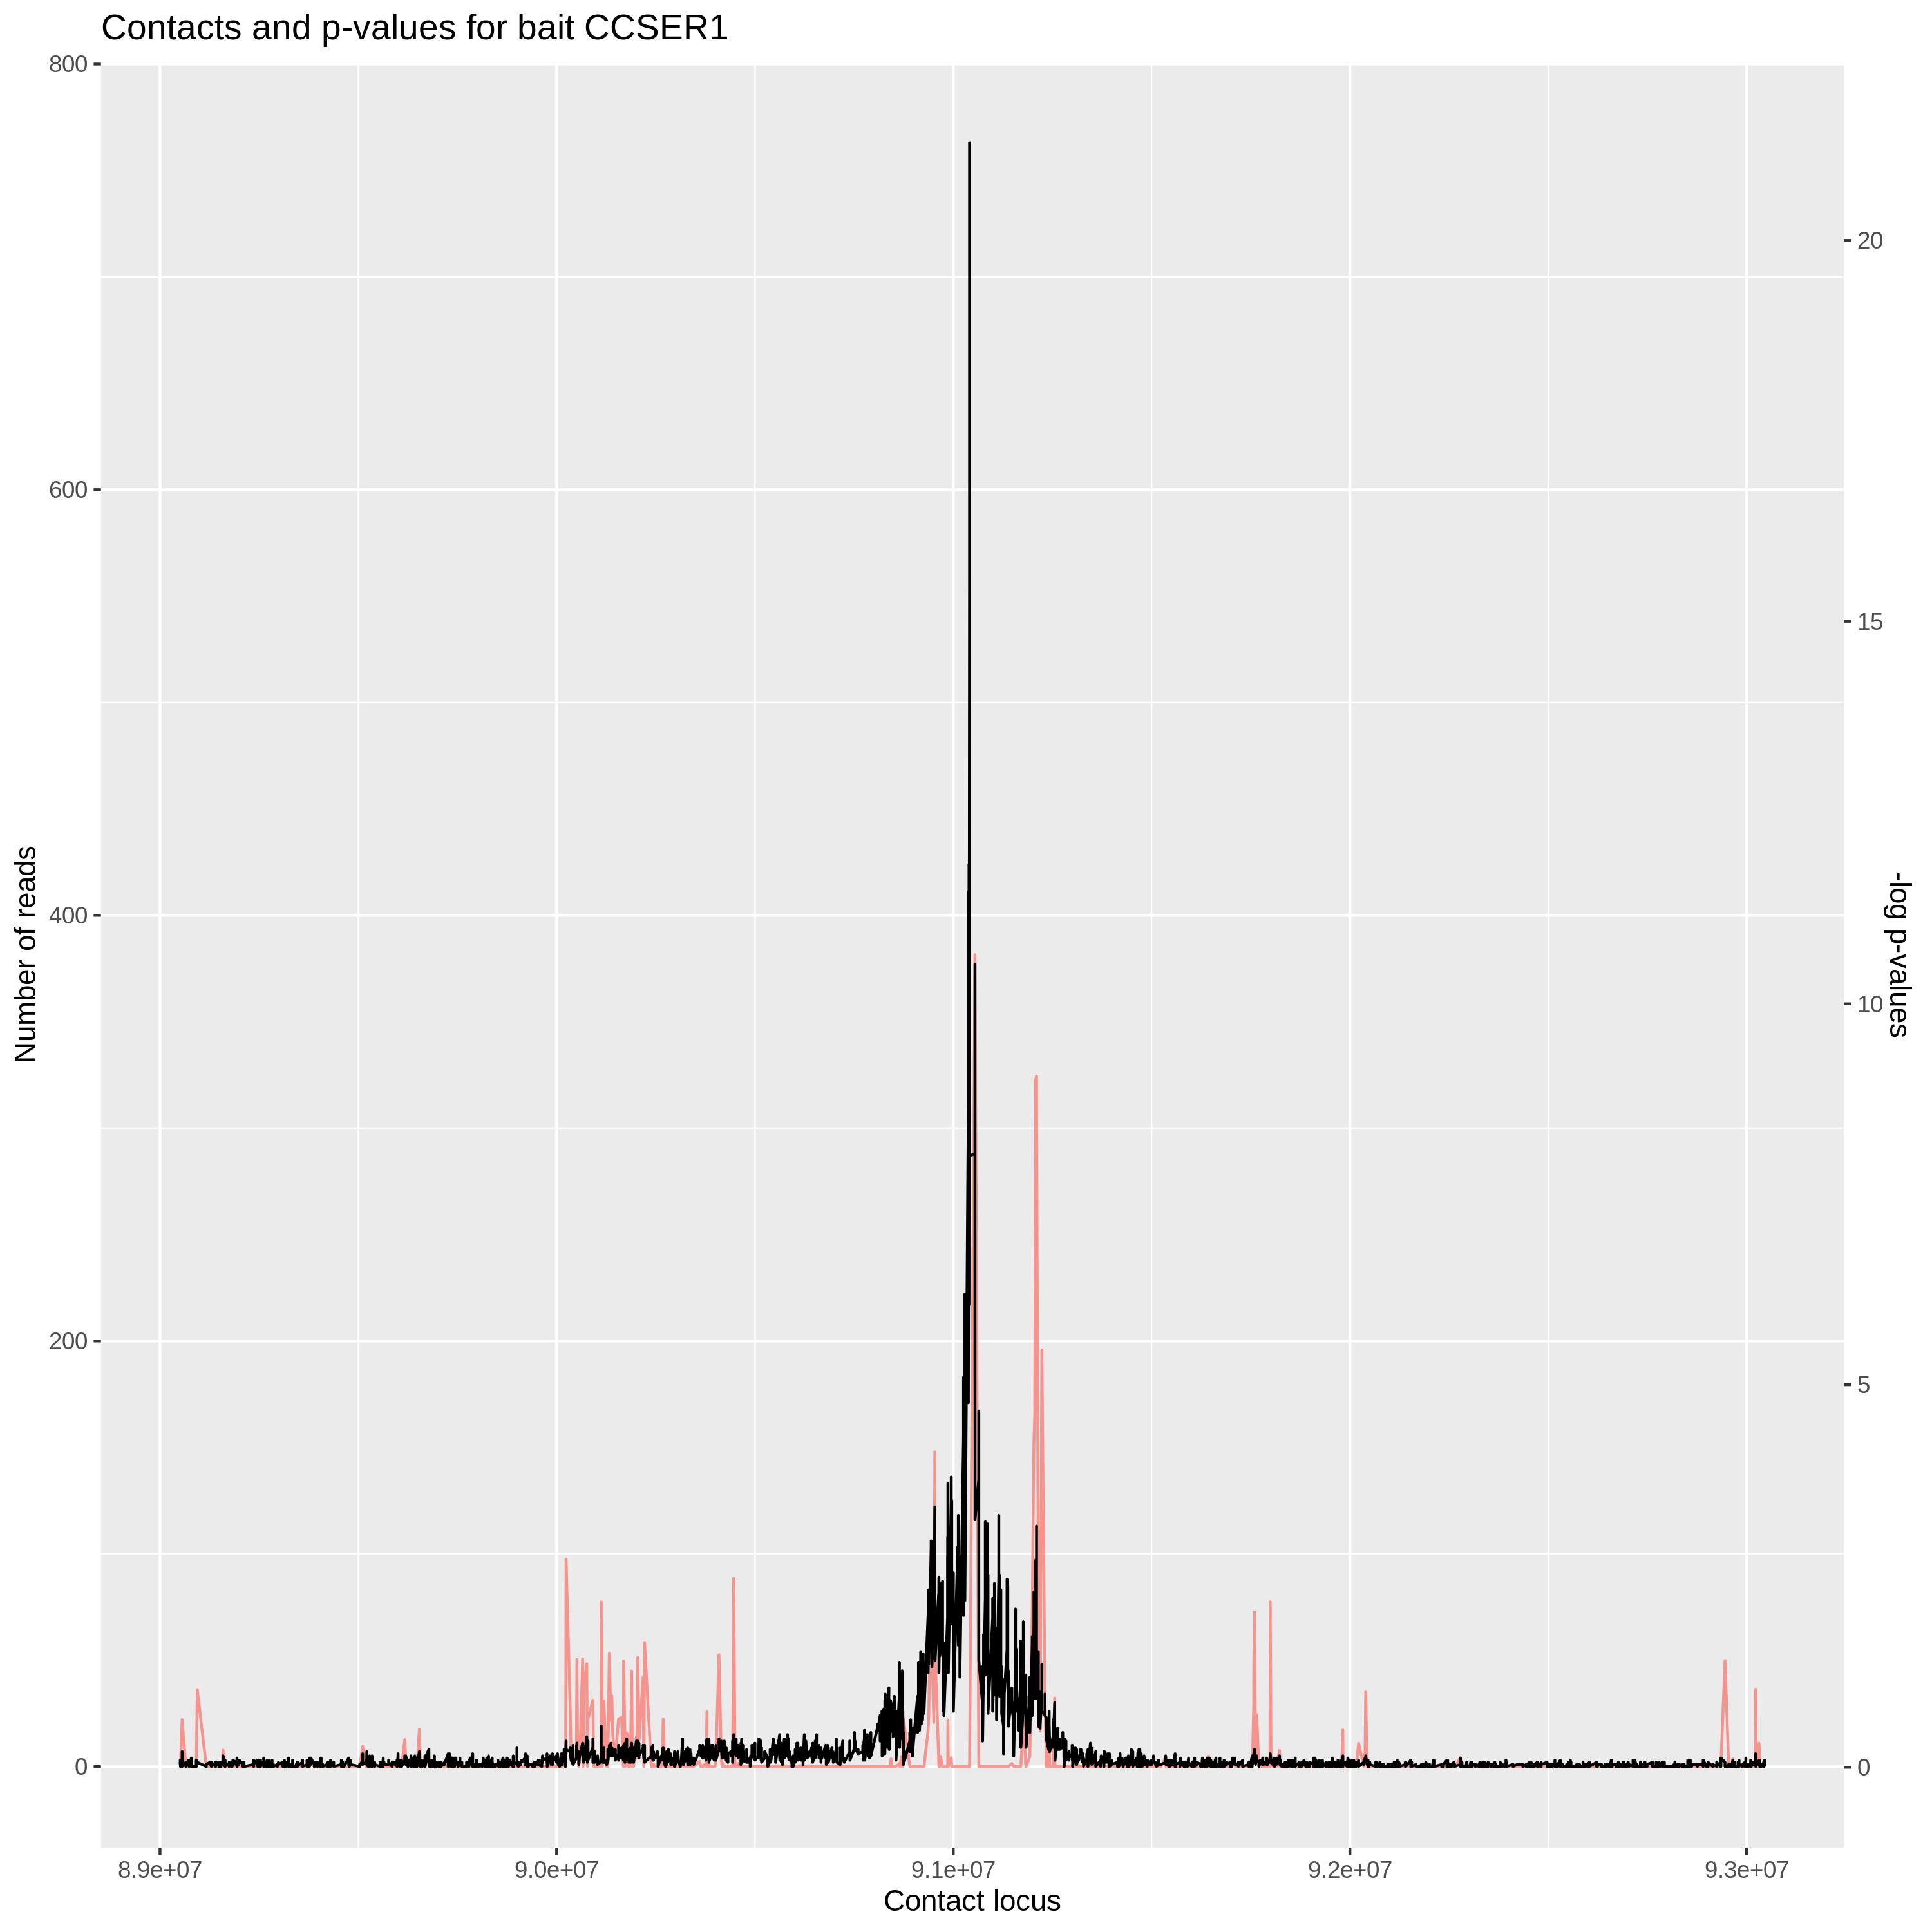 Contacts and p-values for bait CCSER1
800
600
400
200
0
Number of reads
20
15
10
5
0
-log p-values
8.9e+07
9.0e+07
9.1e+07
9.2e+07
9.3e+07
Contact locus